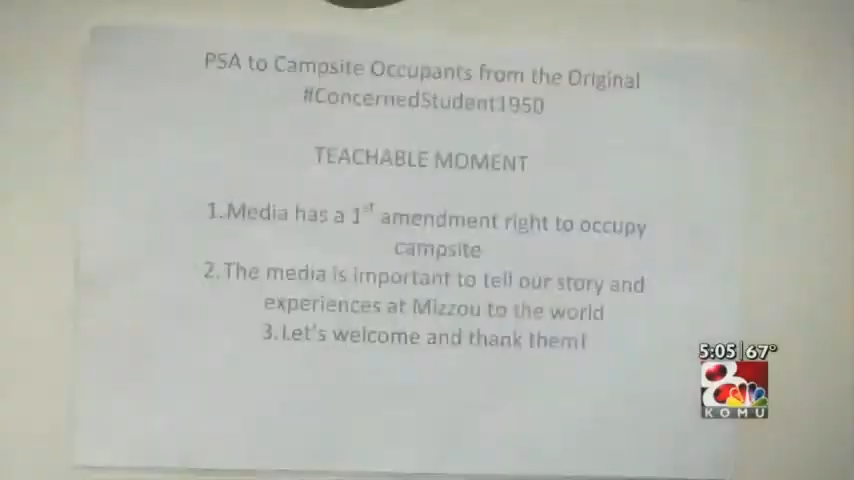 PSA to Campsite Occupants from the Original
#ConcernedStudent1950
TEACHABLE MOMENT
1.Media has a 1st amendment right to occupy
campsite
2.The media is important to tell our story and
experiences at Mizzou to the world
3.Let's welcome and thank them!
5:05 67°
8
KOMU